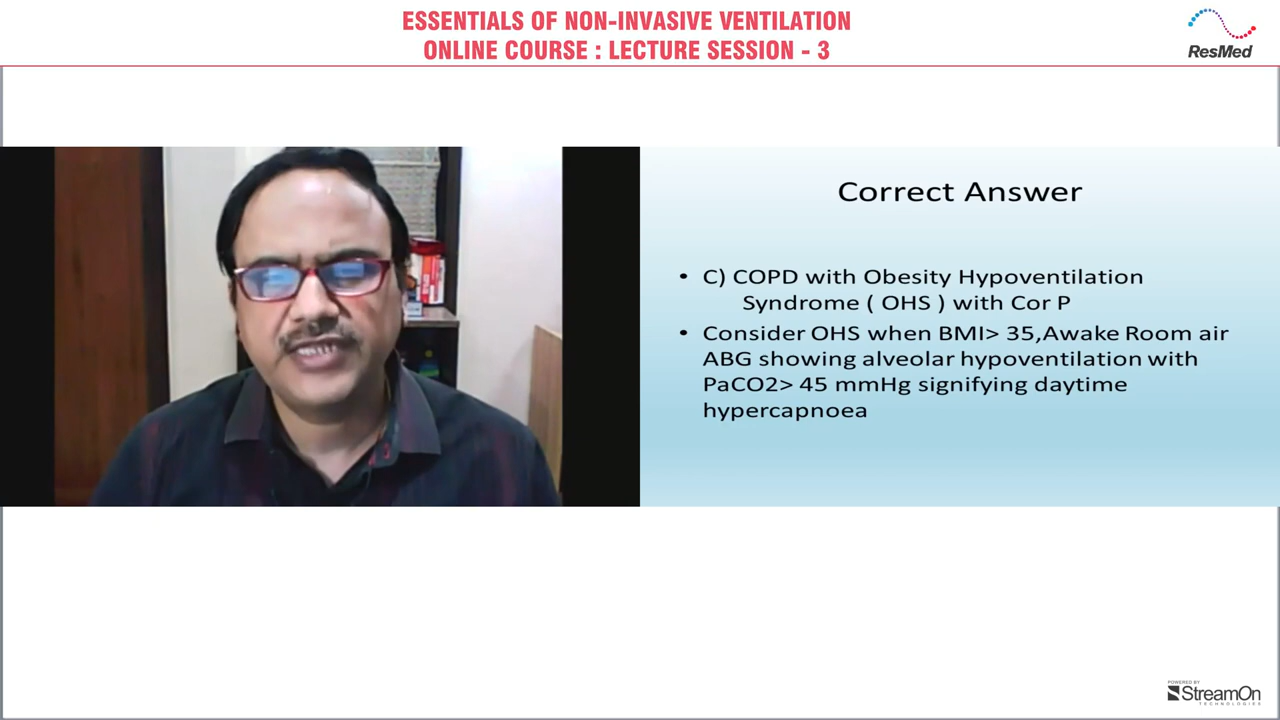 ESSENTIALS OF NON-INVASIVE VENTILATION
ONLINE COURSE : LECTURE SESSION - 3
ResMed
Correct Answer
• C) COPD with Obesity Hypoventilation
Syndrome ( OHS ) with Cor P
• Consider OHS when BMI> 35,Awake Room air
ABG showing alveolar hypoventilation with
PaCO2> 45 mmHg signifying daytime
hypercapnoea
POWERED BY
StreamOn
TECHNOLOGIES